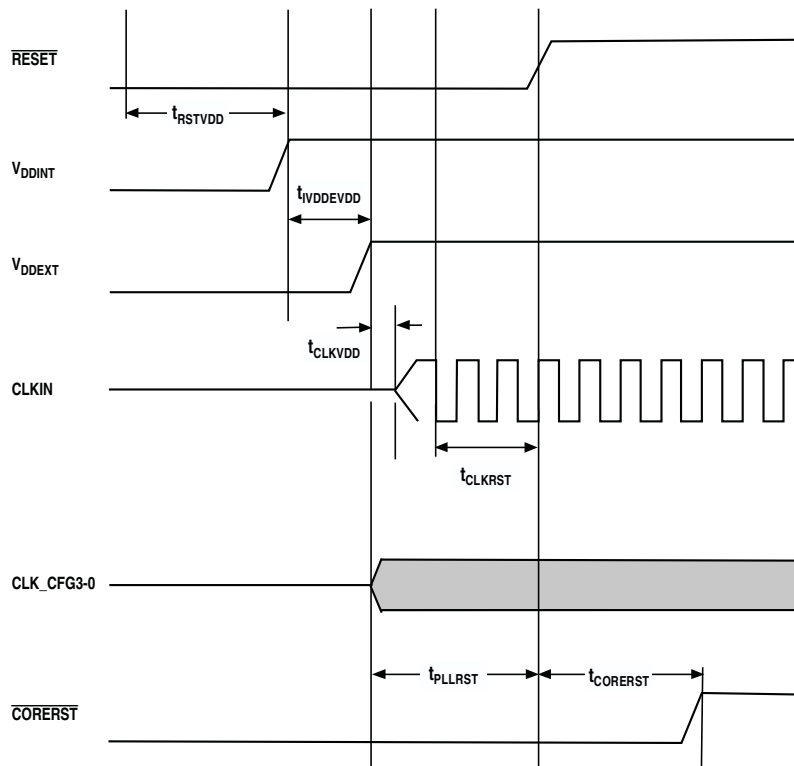 RESET
tRSTVDD
VDDINT
tIVDDEVDD
VDDEXT
tCLKVDD
CLKIN
tCLKRST
CLK_CFG3-0
tPLLRST
tCORERST
CORERST